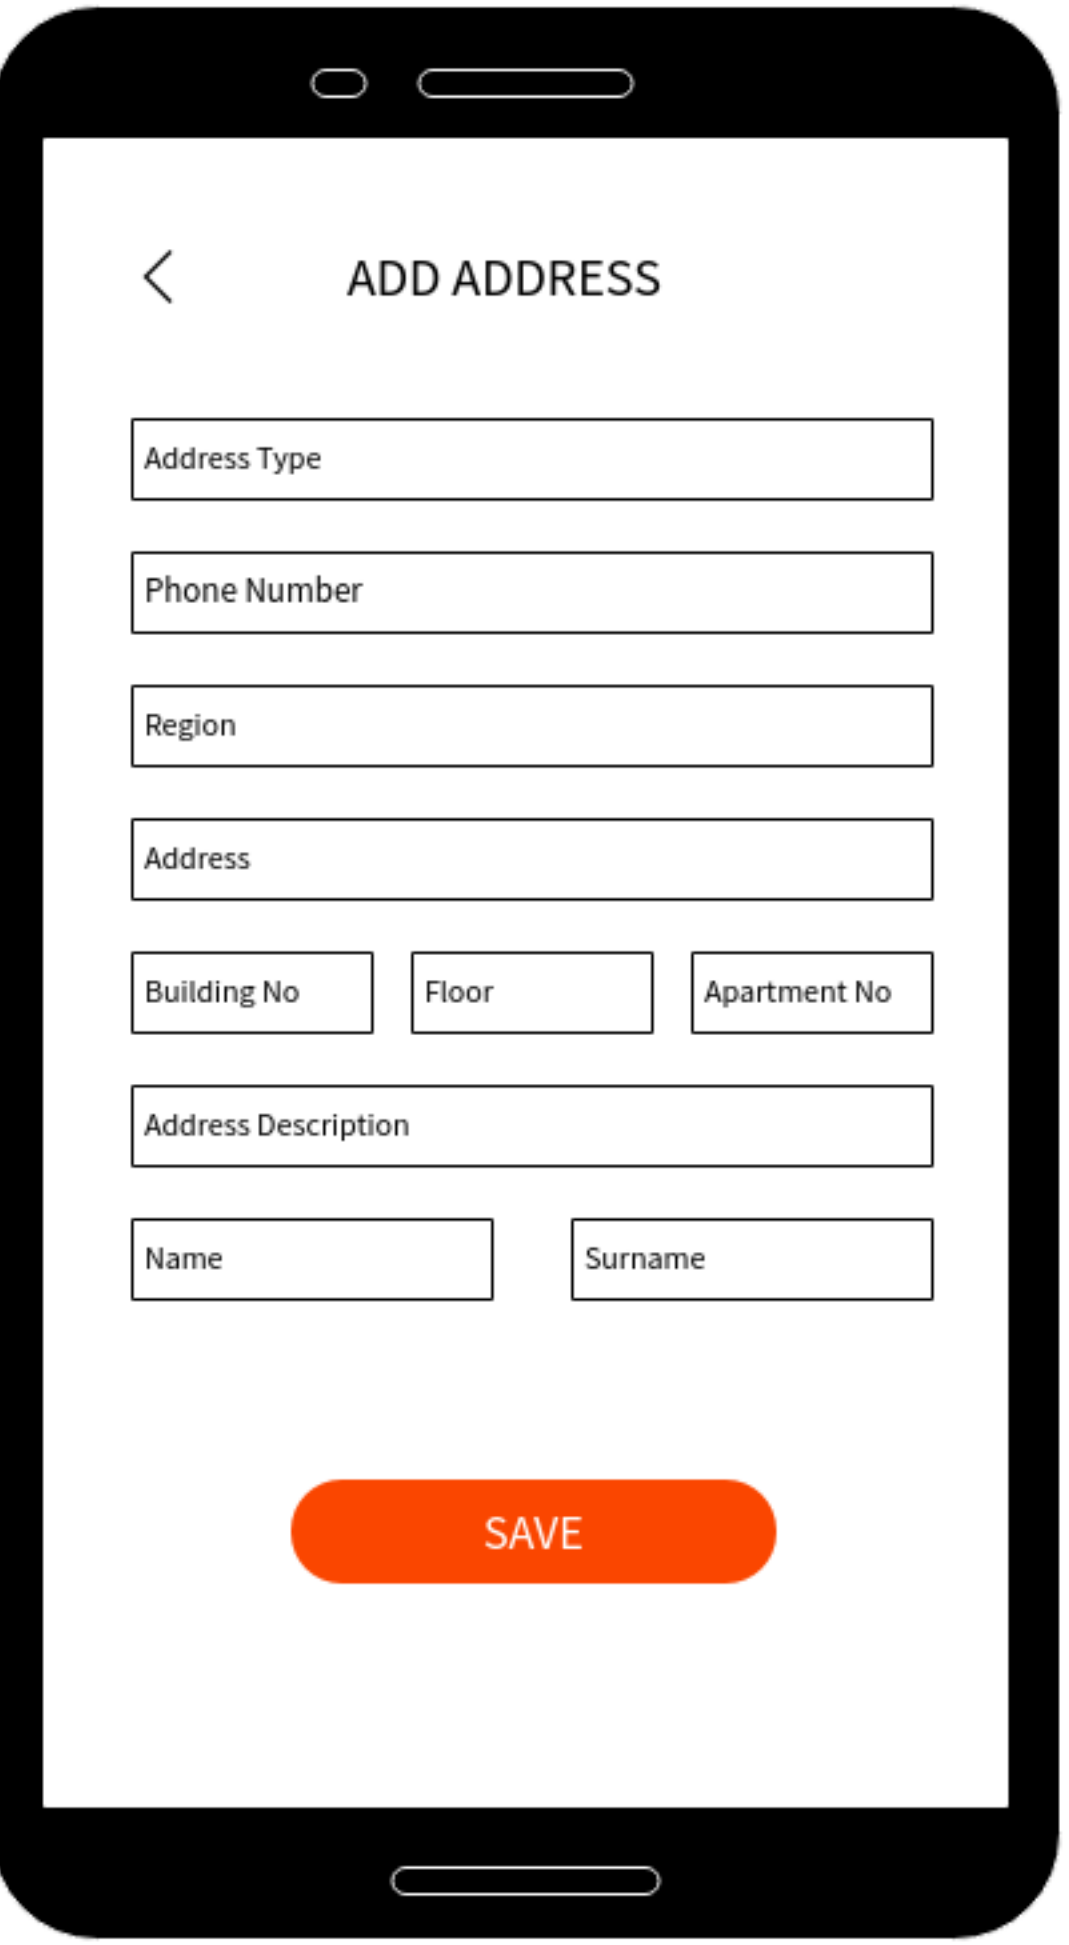 ADD ADDRESS
Address Type
Phone Number
Region
Address
Building No Floor Apartment No
Address Description
Name Surname
SAVE